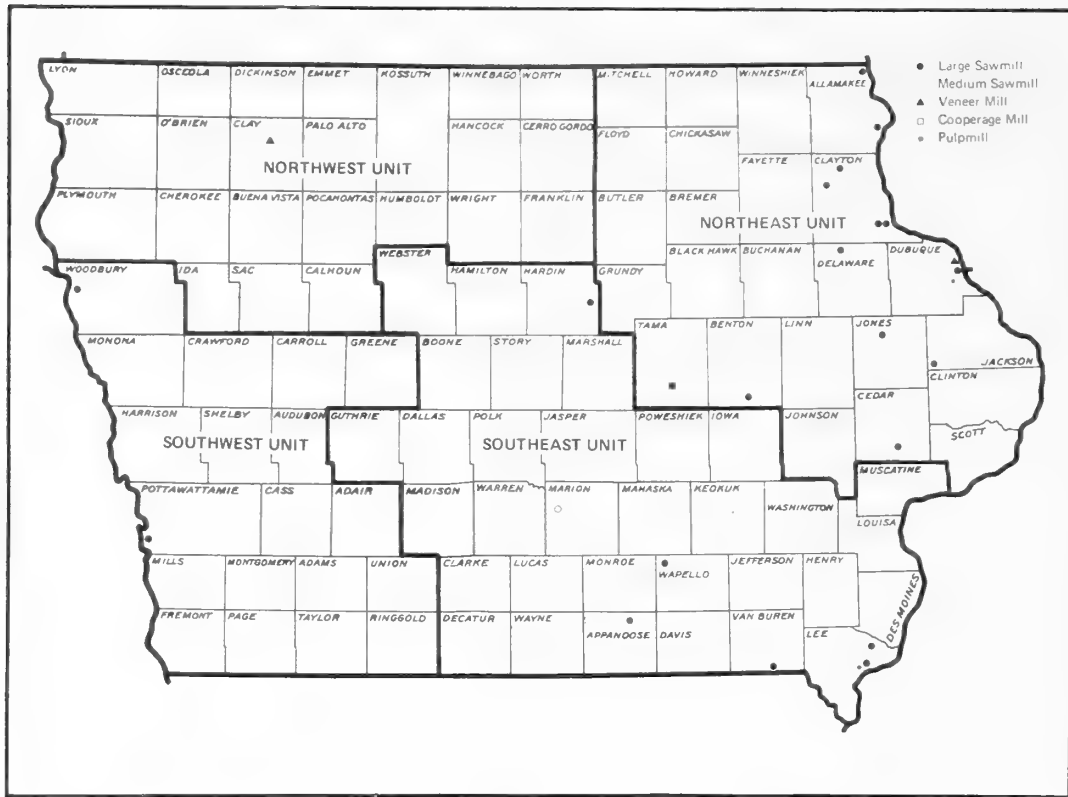 LYON OSCEOLA DICKINSON EMMET KOSSUTH WINNEBAGO WORTH MITCHELL HOWARD WINNESHIEK ALLAMAKEE
Large Sawmill
Medium Sawmill
Veneer Mill
Cooperage Mill
Pulpmill
SIOUX O'BRIEN CLAY PALO ALTO HANCOCK CERRO GORDO FLOYD CHICKASAW
NORTHWEST UNIT
FAYETTE CLAYTON
PLYMOUTH CHEROKEE BUENA VISTA POCAHONTAS HUMBOLDT WRIGHT FRANKLIN BUTLER BREMER
NORTHEAST UNIT
WEBSTER BLACK HAWK BUCHANAN DELAWARE DUBUQUE
WOODBURY IDA SAC CALHOUN HAMILTON HARDIN GRUNDY
TAMA BENTON LINN JONES
MONONA CRAWFORD CARROLL GREENE BOONE STORY MARSHALL JACKSON
CLINTON
CEDAR
HARRISON SHELBY AUDUBON GUTHRIE DALLAS POLK JASPER POWESHIEK IOWA JOHNSON
SCOTT
SOUTHWEST UNIT SOUTHEAST UNIT
MUSCATINE
POTTAWATTAMIE CASS ADAIR MADISON WARREN MARION MAHASKA KEOKUK
WASHINGTON
LOUISA
MILLS MONTGOMERY ADAMS UNION CLARKE LUCAS MONROE WAPELLO JEFFERSON HENRY
DES MOINES
FREMONT PAGE TAYLOR RINGGOLD DECATUR WAYNE APPANOOSE DAVIS VAN BUREN LEE